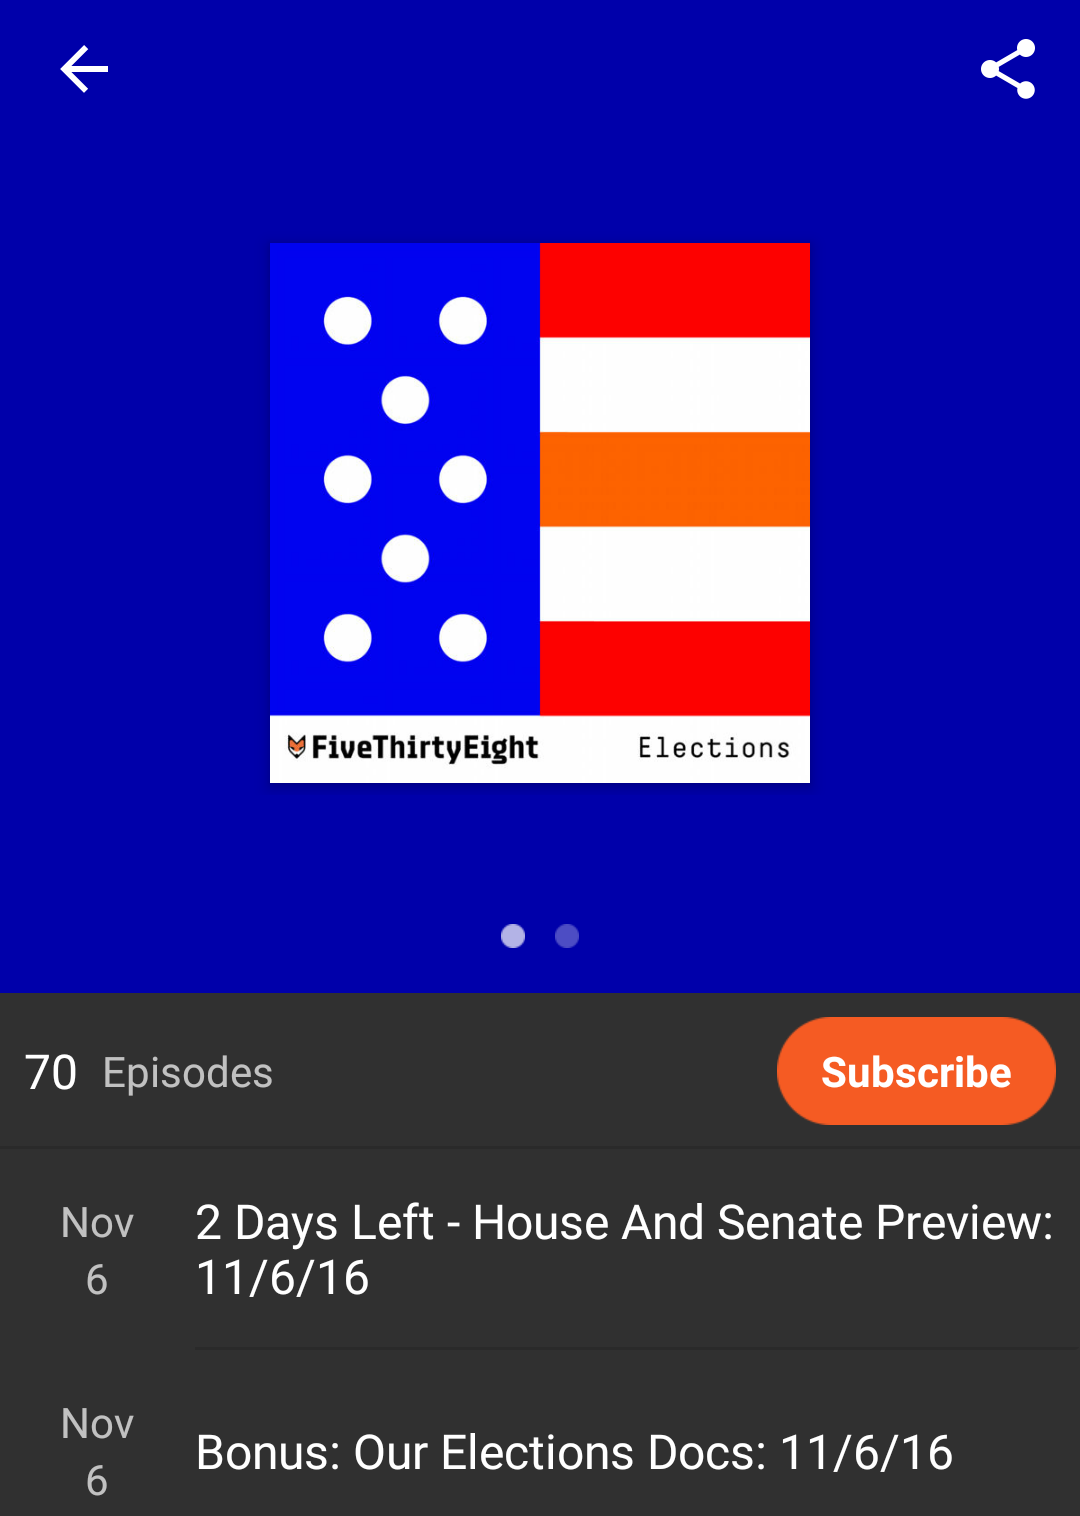 FiveThirtyEight Elections
70 Episodes Subscribe
Nov 6
2 Days Left - House And Senate Preview:
11/6/16
Nov 6
Bonus: Our Elections Docs: 11/6/16